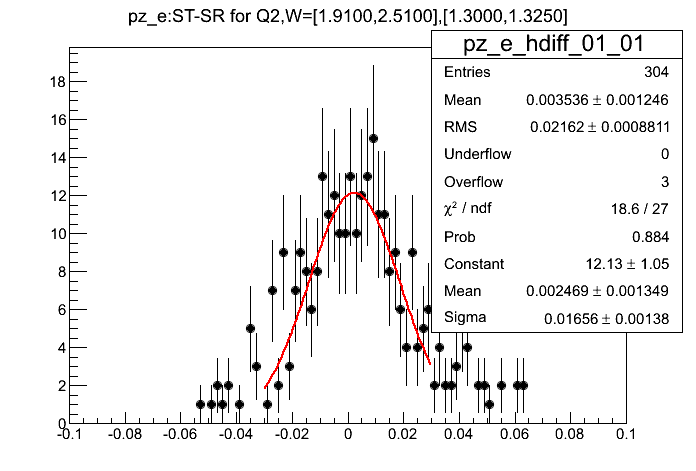 pz_e:ST-SR for Q2,W=[1.9100,2.5100],[1.3000,1.3250]
pz_e_hdiff_01_01
Entries 304
Mean 0.003536 ± 0.001246
RMS 0.02162 ± 0.0008811
Underflow 0
Overflow 3
χ² / ndf 18.6 / 27
Prob 0.884
Constant 12.13 ± 1.05
Mean 0.002469 ± 0.001349
Sigma 0.01656 ± 0.00138
18
16
14
12
10
8
6
4
2
0
-0.1 -0.08 -0.06 -0.04 -0.02 0 0.02 0.04 0.06 0.08 0.1